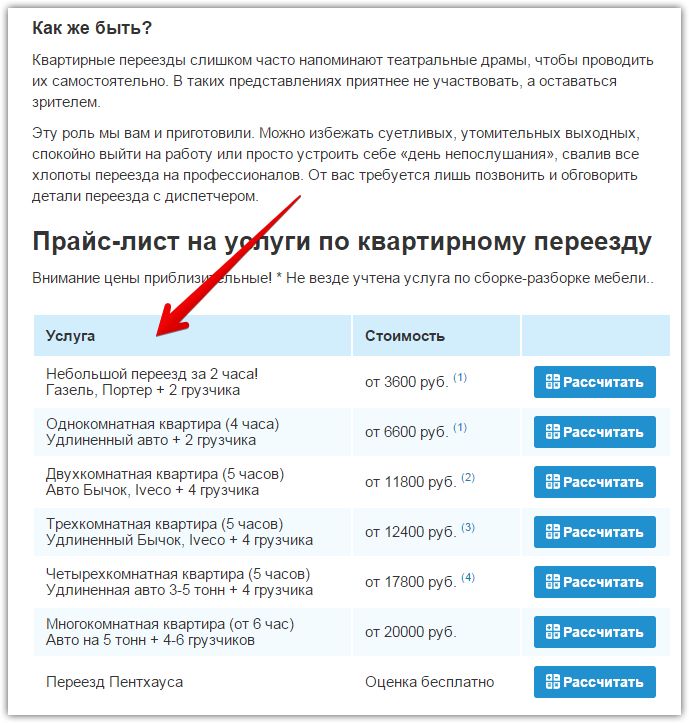 Как же быть?
Квартирные переезды слишком часто напоминают театральные драмы, чтобы проводить
их самостоятельно. В таких представлениях приятнее не участвовать, а оставаться
зрителем.
Эту роль мы вам и приготовили. Можно избежать суетливых, утомительных выходных,
спокойно выйти на работу или просто устроить себе «день непослушания», свалив все
хлопоты переезда на профессионалов. От вас требуется лишь позвонить и обговорить
детали переезда с диспетчером.
Прайс-лист на услуги по квартирному переезду
Внимание цены приблизительные! * Не везде учтена услуга по сборке-разборке мебели..
Услуга Стоимость
Небольшой переезд за 2 часа!
Газель, Портер + 2 грузчика
от 3600 руб. (1) Рассчитать
Однокомнатная квартира (4 часа)
Удлиненный авто + 2 грузчика
от 6600 руб. (1) Рассчитать
Двухкомнатная квартира (5 часов)
Авто Бычок, Iveco + 4 грузчика
от 11800 руб. (2) Рассчитать
Трехкомнатная квартира (5 часов)
Удлиненный Бычок, Iveco + 4 грузчика
от 12400 руб. (3) Рассчитать
Четырехкомнатная квартира (5 часов)
Удлиненная авто 3-5 тонн + 4 грузчика
от 17800 руб. (4) Рассчитать
Многокомнатная квартира (от 6 час)
Авто на 5 тонн + 4-6 грузчиков
от 20000 руб. Рассчитать
Переезд Пентхауса Оценка бесплатно Рассчитать